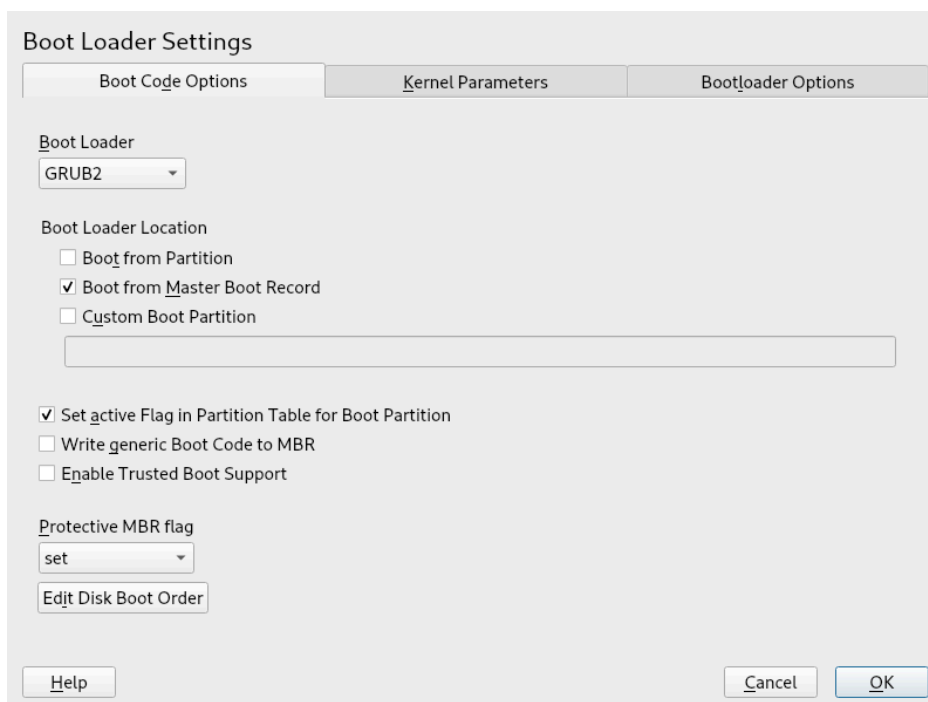 Boot Loader Settings
Boot Code Options Kernel Parameters Bootloader Options
Boot Loader
GRUB2
Boot Loader Location
Boot from Partition
Boot from Master Boot Record
Custom Boot Partition
Set active Flag in Partition Table for Boot Partition
Write generic Boot Code to MBR
Enable Trusted Boot Support
Protective MBR flag
set
Edit Disk Boot Order
Help Cancel OK